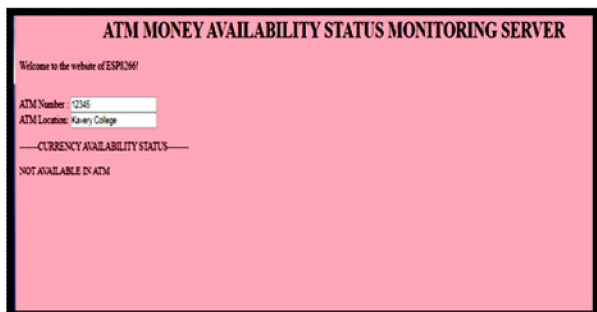 ATM MONEY AVAILABILITY STATUS MONITORING SERVER
Welcome to the website of ESP8266!
ATM Number : 12345
ATM Location: Kavery College
-------CURRENCY AVAILABILITY STATUS--------
NOT AVAILABLE IN ATM